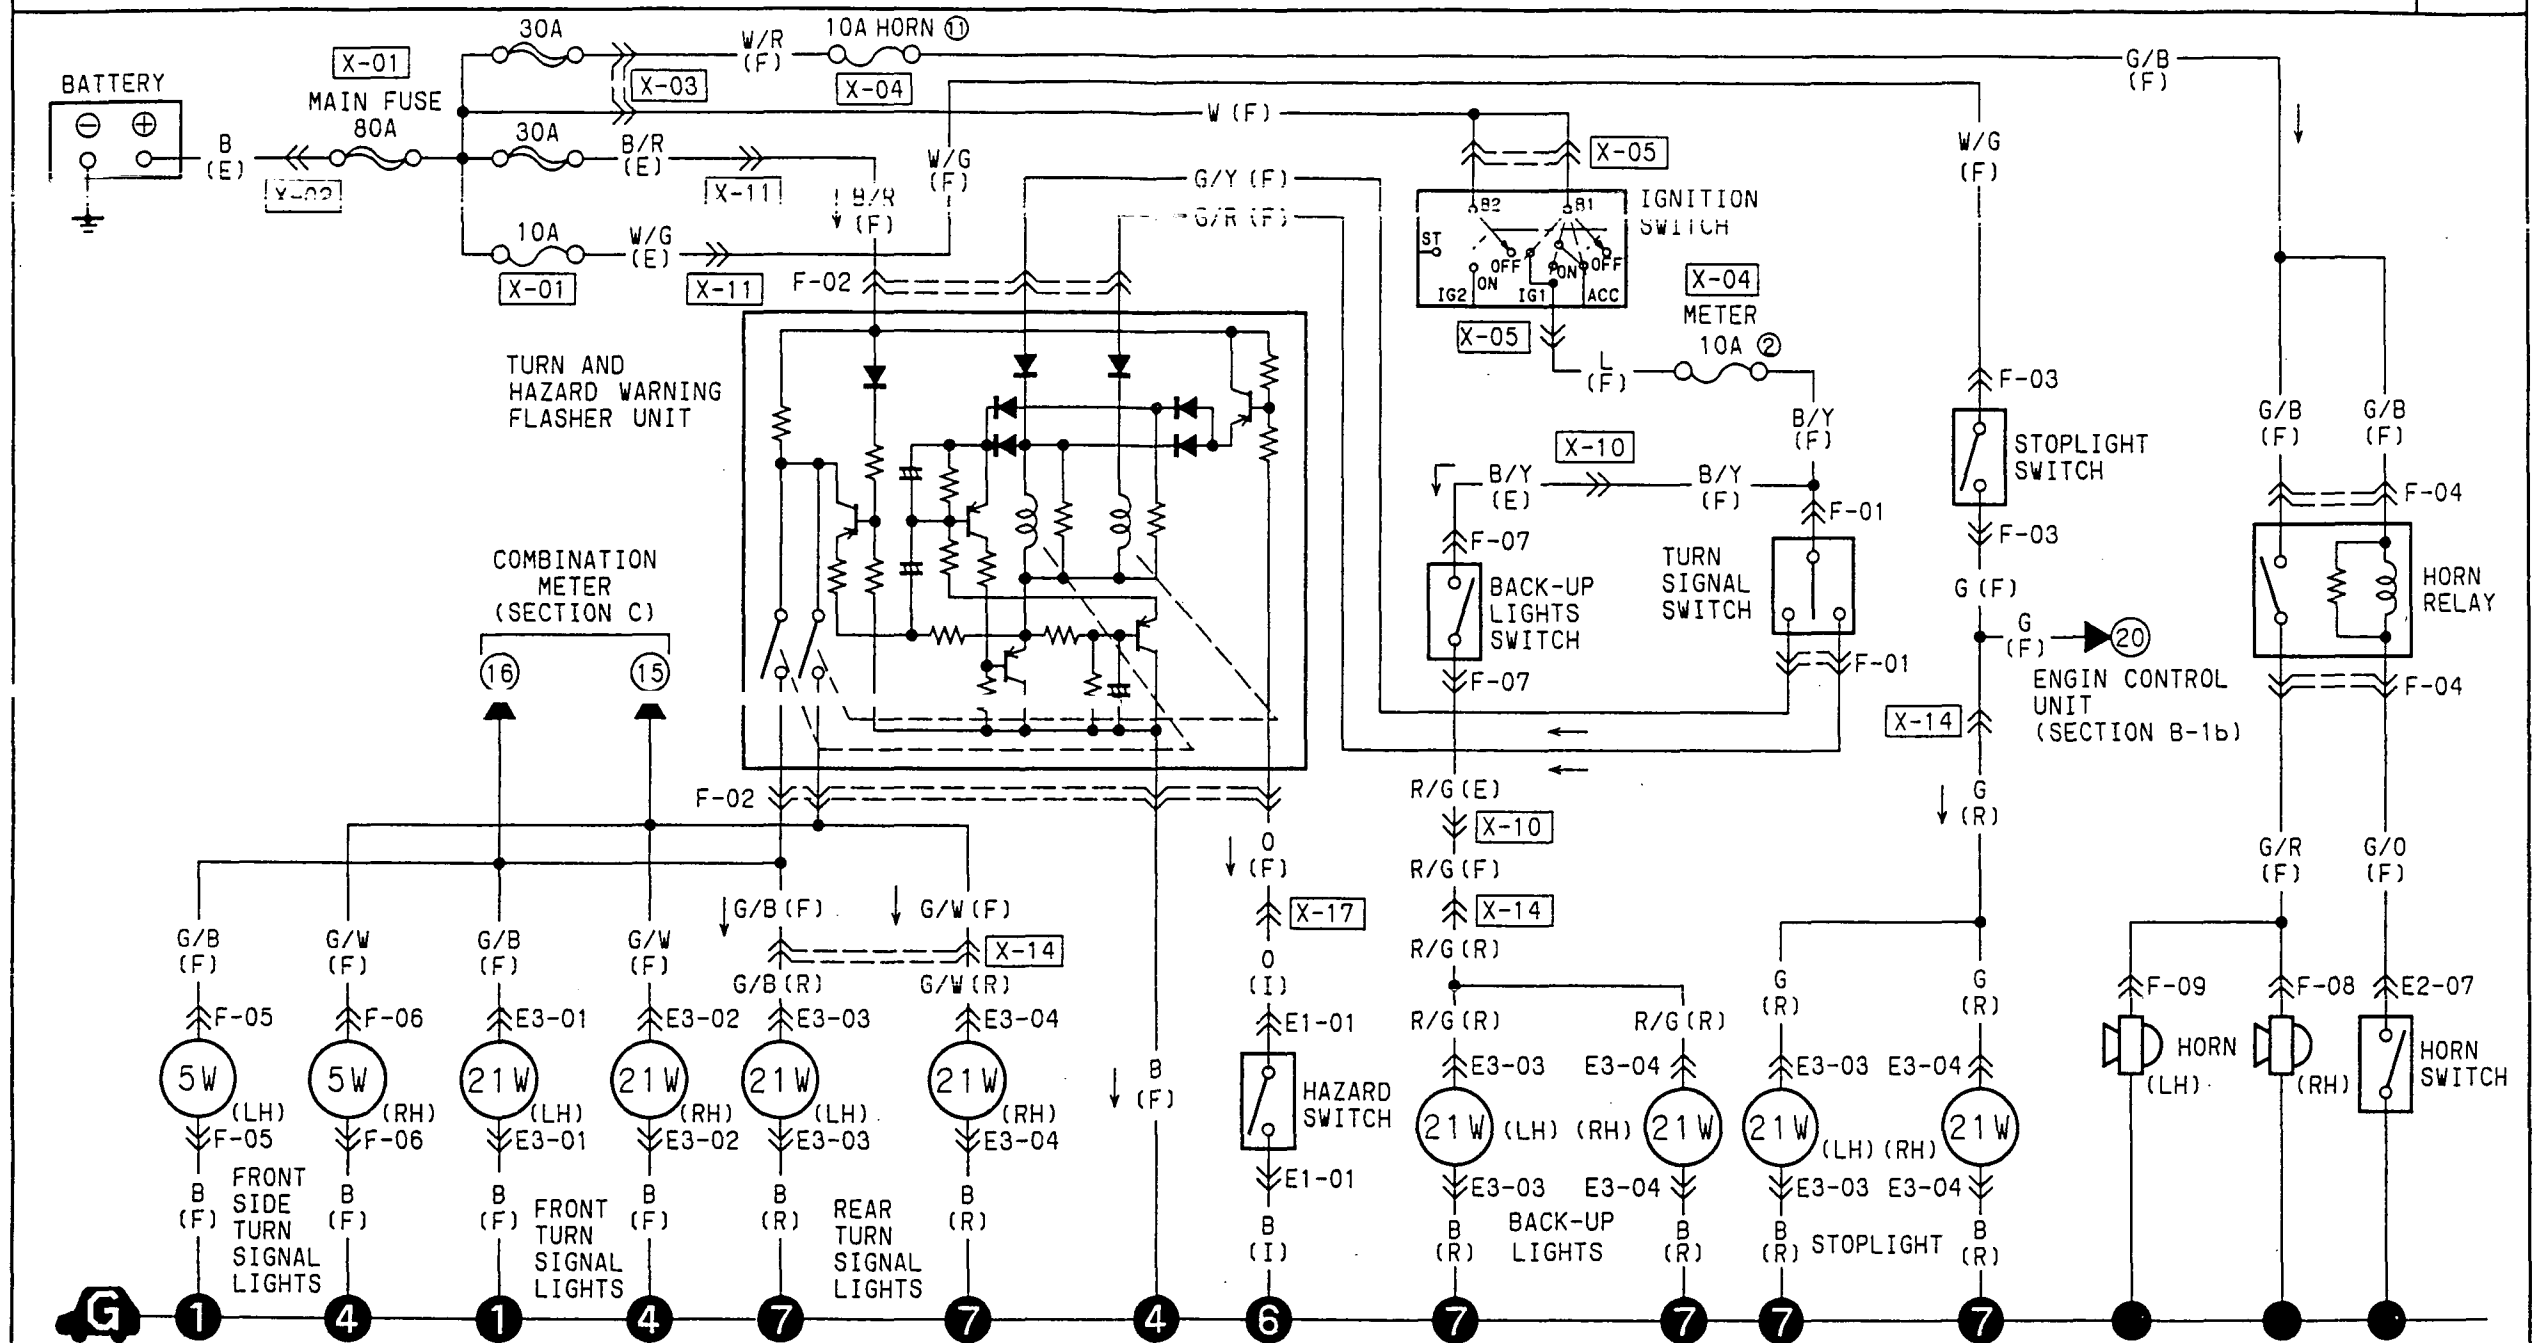 30A
W/R
(F)
10A HORN ⑪
G/B
(F)
X-01
X-03
X-04
BATTERY
MAIN FUSE
80A
B
(E)
30A
B/R
(E)
X-11
B/R
(F)
W/G
(F)
W (F)
X-05
W/G
(F)
G/Y (F)
G/R (F)
IGNITION
SWITCH
B2
B1
ST
OFF
ON
OFF
ON
IG2
IG1
ACC
10A
W/G
(E)
X-01
X-11
F-02
X-04
METER
10A ②
X-05
L
(F)
F-03
TURN AND
HAZARD WARNING
FLASHER UNIT
B/Y
(F)
X-10
B/Y
(E)
B/Y
(F)
STOPLIGHT
SWITCH
G/B
(F)
G/B
(F)
F-01
F-04
F-07
F-03
COMBINATION
METER
(SECTION C)
16
15
BACK-UP
LIGHTS
SWITCH
TURN
SIGNAL
SWITCH
G (F)
HORN
RELAY
G
(F)
20
F-01
F-07
ENGIN CONTROL
UNIT
(SECTION B-1b)
F-04
X-14
F-02
R/G (E)
G
(R)
X-10
O
(F)
R/G (F)
G/R
(F)
G/O
(F)
G/B (F)
G/W (F)
X-17
X-14
X-14
G/B
(F)
G/W
(F)
G/B
(F)
G/W
(F)
O
(I)
R/G (R)
G/B (R)
G/W (R)
G
(R)
G
(R)
F-09
F-08
E2-07
F-05
F-06
E3-01
E3-02
E3-03
E3-04
E1-01
R/G (R)
R/G (R)
E3-03
E3-04
E3-03
E3-04
HORN
(LH)
(RH)
HORN
SWITCH
5W
(LH)
5W
(RH)
21W
(LH)
21W
(RH)
21W
(LH)
21W
(RH)
B
(F)
HAZARD
SWITCH
21W
(LH)
(RH)
21W
21W
(LH)
(RH)
21W
F-05
F-06
E3-01
E3-02
E3-03
E3-04
E1-01
E3-03
E3-04
E3-03
E3-04
B
(F)
FRONT
SIDE
TURN
SIGNAL
LIGHTS
B
(F)
B
(F)
FRONT
TURN
SIGNAL
LIGHTS
B
(F)
B
(R)
REAR
TURN
SIGNAL
LIGHTS
B
(R)
B
(I)
B
(R)
BACK-UP
LIGHTS
B
(R)
B
(R)
STOPLIGHT
B
(R)
G
1
4
1
4
7
7
4
6
7
7
7
7